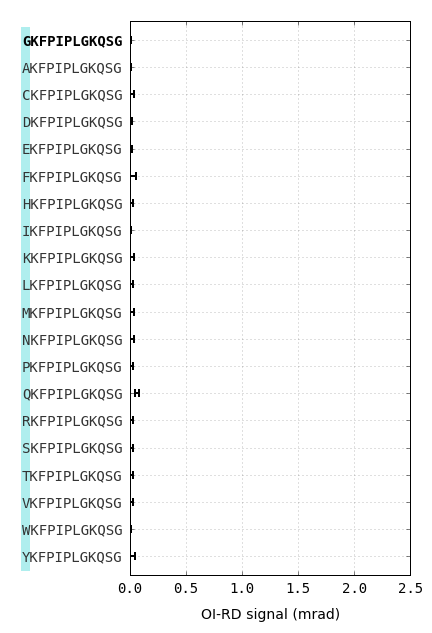 GKFPIPLGKQSG
AKFPIPLGKQSG
CKFPIPLGKQSG
DKFPIPLGKQSG
EKFPIPLGKQSG
FKFPIPLGKQSG
HKFPIPLGKQSG
IKFPIPLGKQSG
KKFPIPLGKQSG
LKFPIPLGKQSG
MKFPIPLGKQSG
NKFPIPLGKQSG
PKFPIPLGKQSG
QKFPIPLGKQSG
RKFPIPLGKQSG
SKFPIPLGKQSG
TKFPIPLGKQSG
VKFPIPLGKQSG
WKFPIPLGKQSG
YKFPIPLGKQSG
0.0 0.5 1.0 1.5 2.0 2.5
OI-RD signal (mrad)